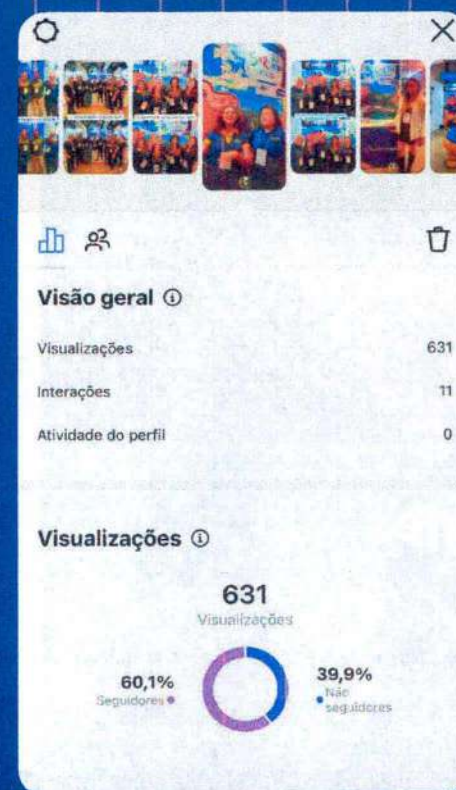 Visão geral
Visualizações 631
Interações 11
Atividade do perfil 0
Visualizações
631
Visualizações
60,1%
Seguidores
39,9%
Não
seguidores